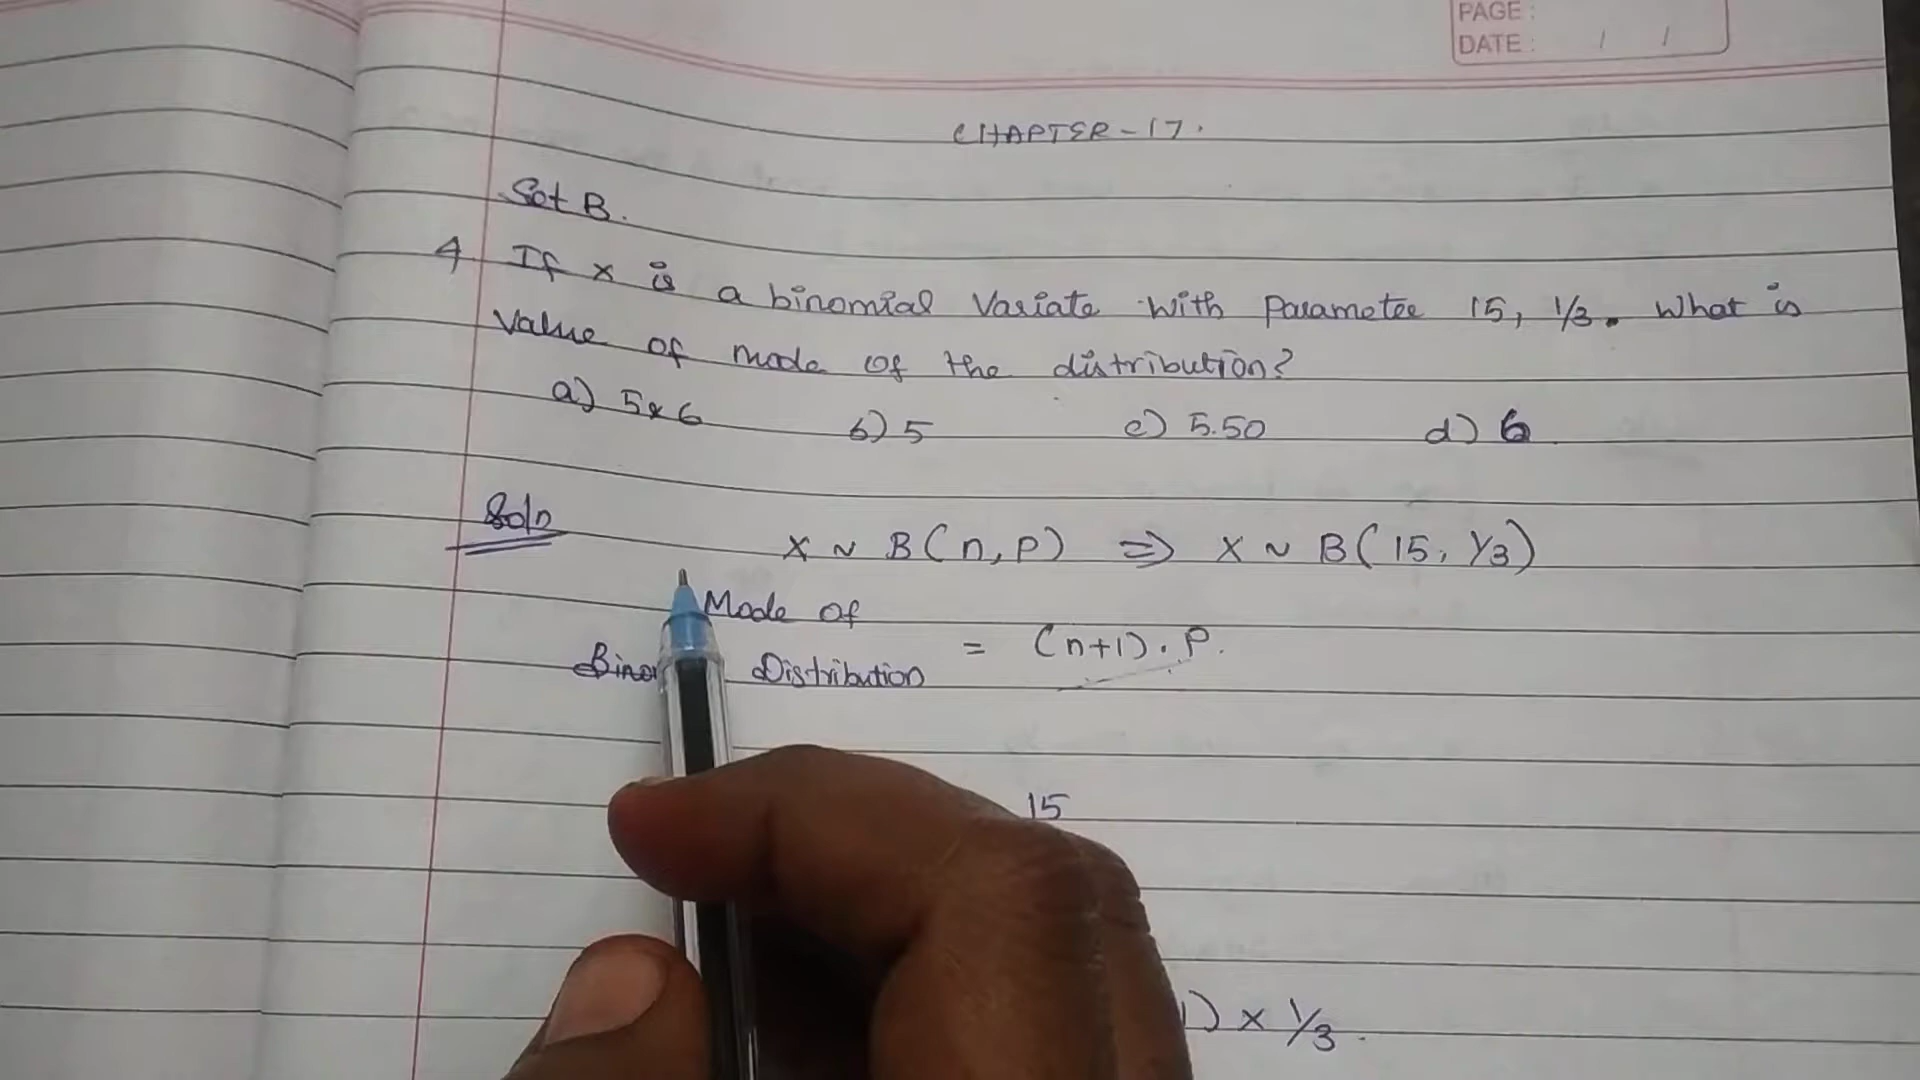 PAGE :
DATE : / /
CHAPTER - 17.
Set B.
4 If x is a binomial Variate with Parameter 15, 1/3. What is
Value of mode of the distribution?
a) 5 & 6 b) 5 c) 5.50 d) 6
Soln
X ~ B(n, P) => X ~ B(15, 1/3)
Mode of
Distribution = (n+1) . P.
15
1) x 1/3.